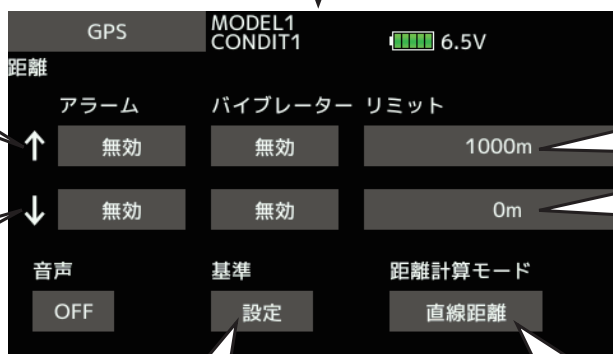 GPS
MODEL1
CONDIT1
6.5V
距離
アラーム バイブレーター リミット
↑ 無効 無効 1000m
↓ 無効 無効 0m
音声 基準 距離計算モード
OFF 設定 直線距離